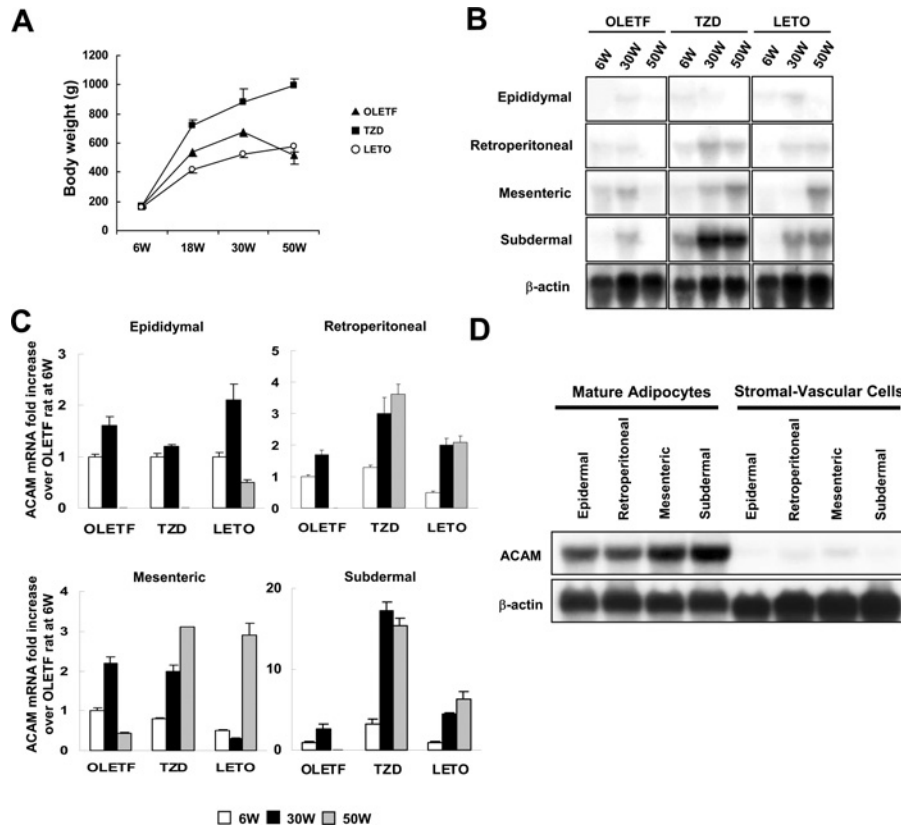 A
Body weight (g)
1200
1000
800
600
400
200
0
6W 18W 30W 50W
OLETF
TZD
LETO
B
OLETF TZD LETO
6W 30W 50W 6W 30W 50W 6W 30W 50W
Epididymal
Retroperitoneal
Mesenteric
Subdermal
β-actin
C
Epididymal
ACAM mRNA fold increase
over OLETF rat at 6W
3
2
1
0
OLETF TZD LETO
Retroperitoneal
5
4
3
2
1
0
OLETF TZD LETO
Mesenteric
ACAM mRNA fold increase
over OLETF rat at 6W
4
3
2
1
0
OLETF TZD LETO
Subdermal
20
10
0
OLETF TZD LETO
6W 30W 50W
D
Mature Adipocytes Stromal-Vascular Cells
Epidermal Retroperitoneal Mesenteric Subdermal Epidermal Retroperitoneal Mesenteric Subdermal
ACAM
β-actin